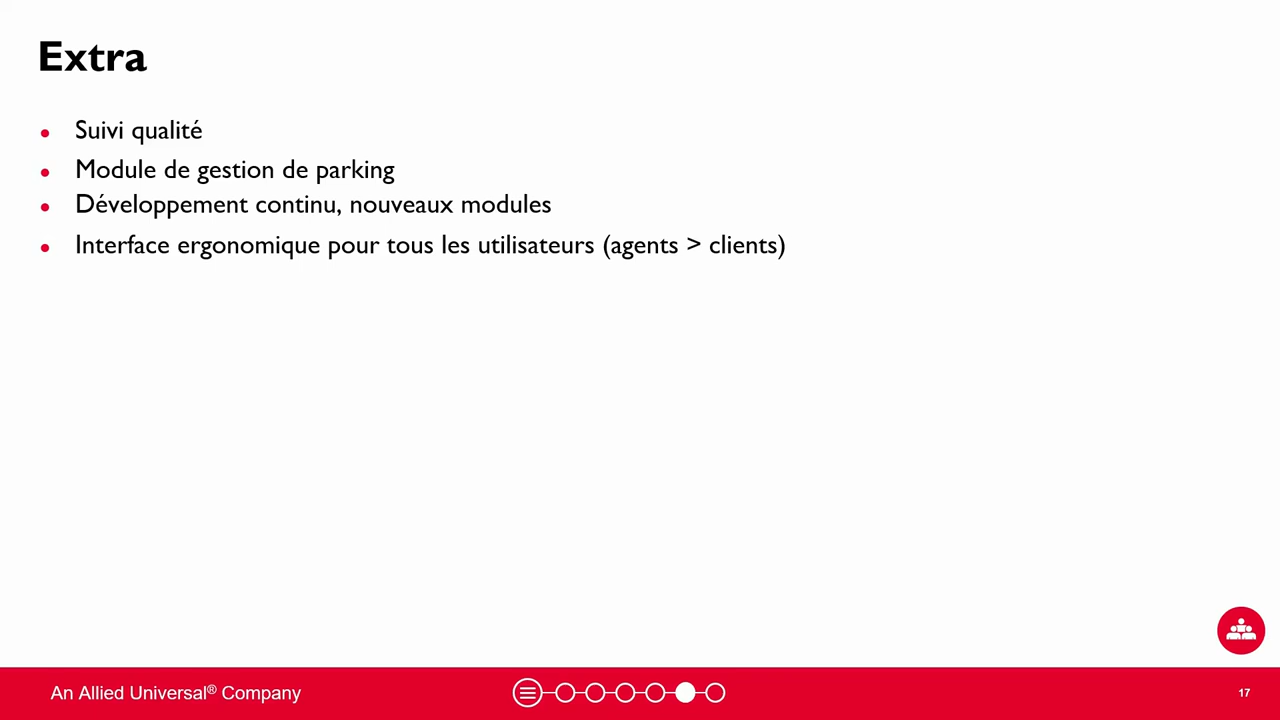 Extra
• Suivi qualité
• Module de gestion de parking
• Développement continu, nouveaux modules
• Interface ergonomique pour tous les utilisateurs (agents > clients)
An Allied Universal® Company
17